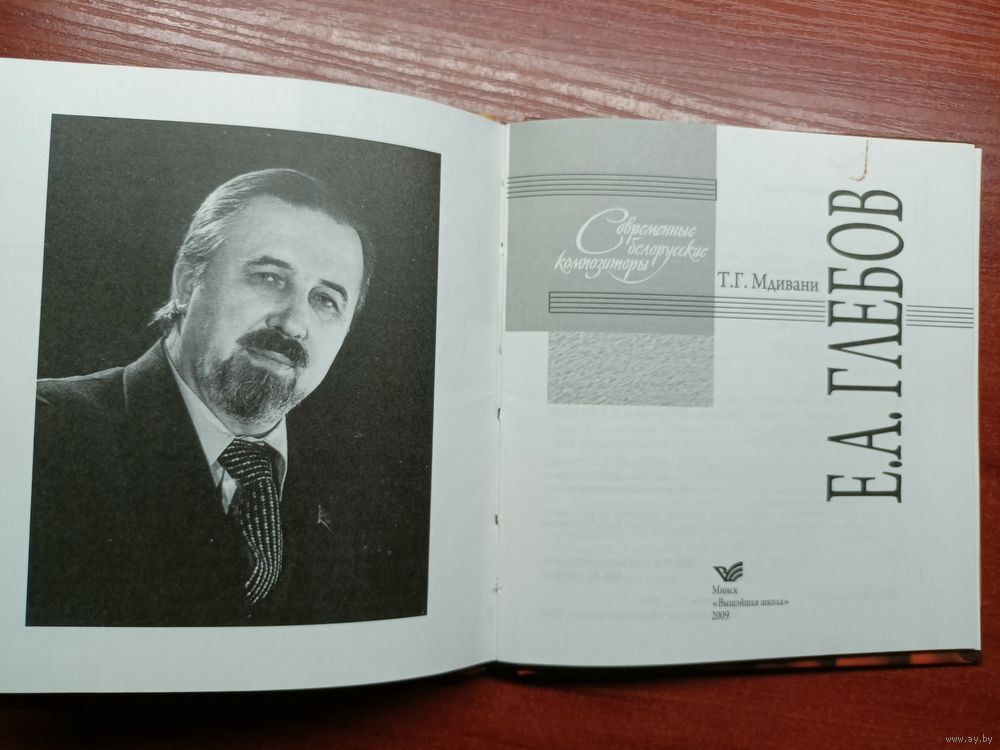 Современные
белорусские
композиторы
Т.Г. Мдивани
Е.А. ГЛЕБОВ
Минск
«Вышэйшая школа»
2009
www.ay.by